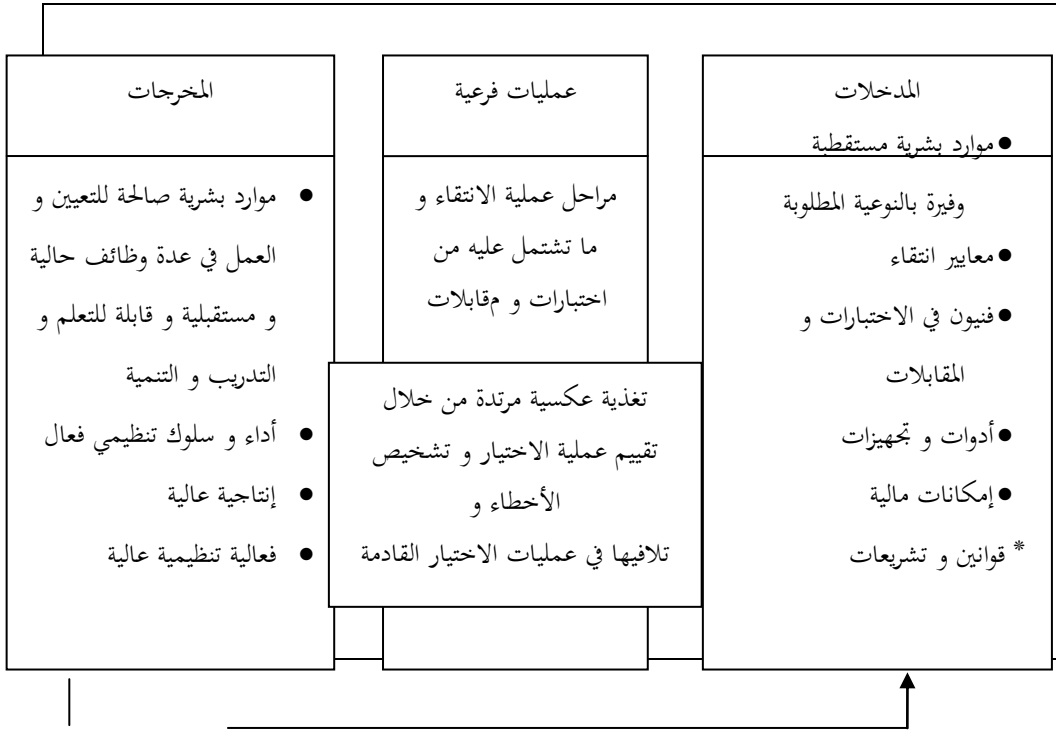 المدخلات
● موارد بشرية مستقطبة
وفيرة بالنوعية المطلوبة
● معايير انتقاء
● فنيون في الاختبارات و
المقابلات
● أدوات و تجهيزات
● إمكانات مالية
* قوانين و تشريعات
عمليات فرعية
مراحل عملية الانتقاء و
ما تشتمل عليه من
اختبارات و مقابلات
تغذية عكسية مرتدة من خلال
تقييم عملية الاختيار و تشخيص
الأخطاء و
تلافيها في عمليات الاختيار القادمة
المخرجات
● موارد بشرية صالحة للتعيين و
العمل في عدة وظائف حالية
و مستقبلية و قابلة للتعلم و
التدريب و التنمية
● أداء و سلوك تنظيمي فعال
● إنتاجية عالية
● فعالية تنظيمية عالية